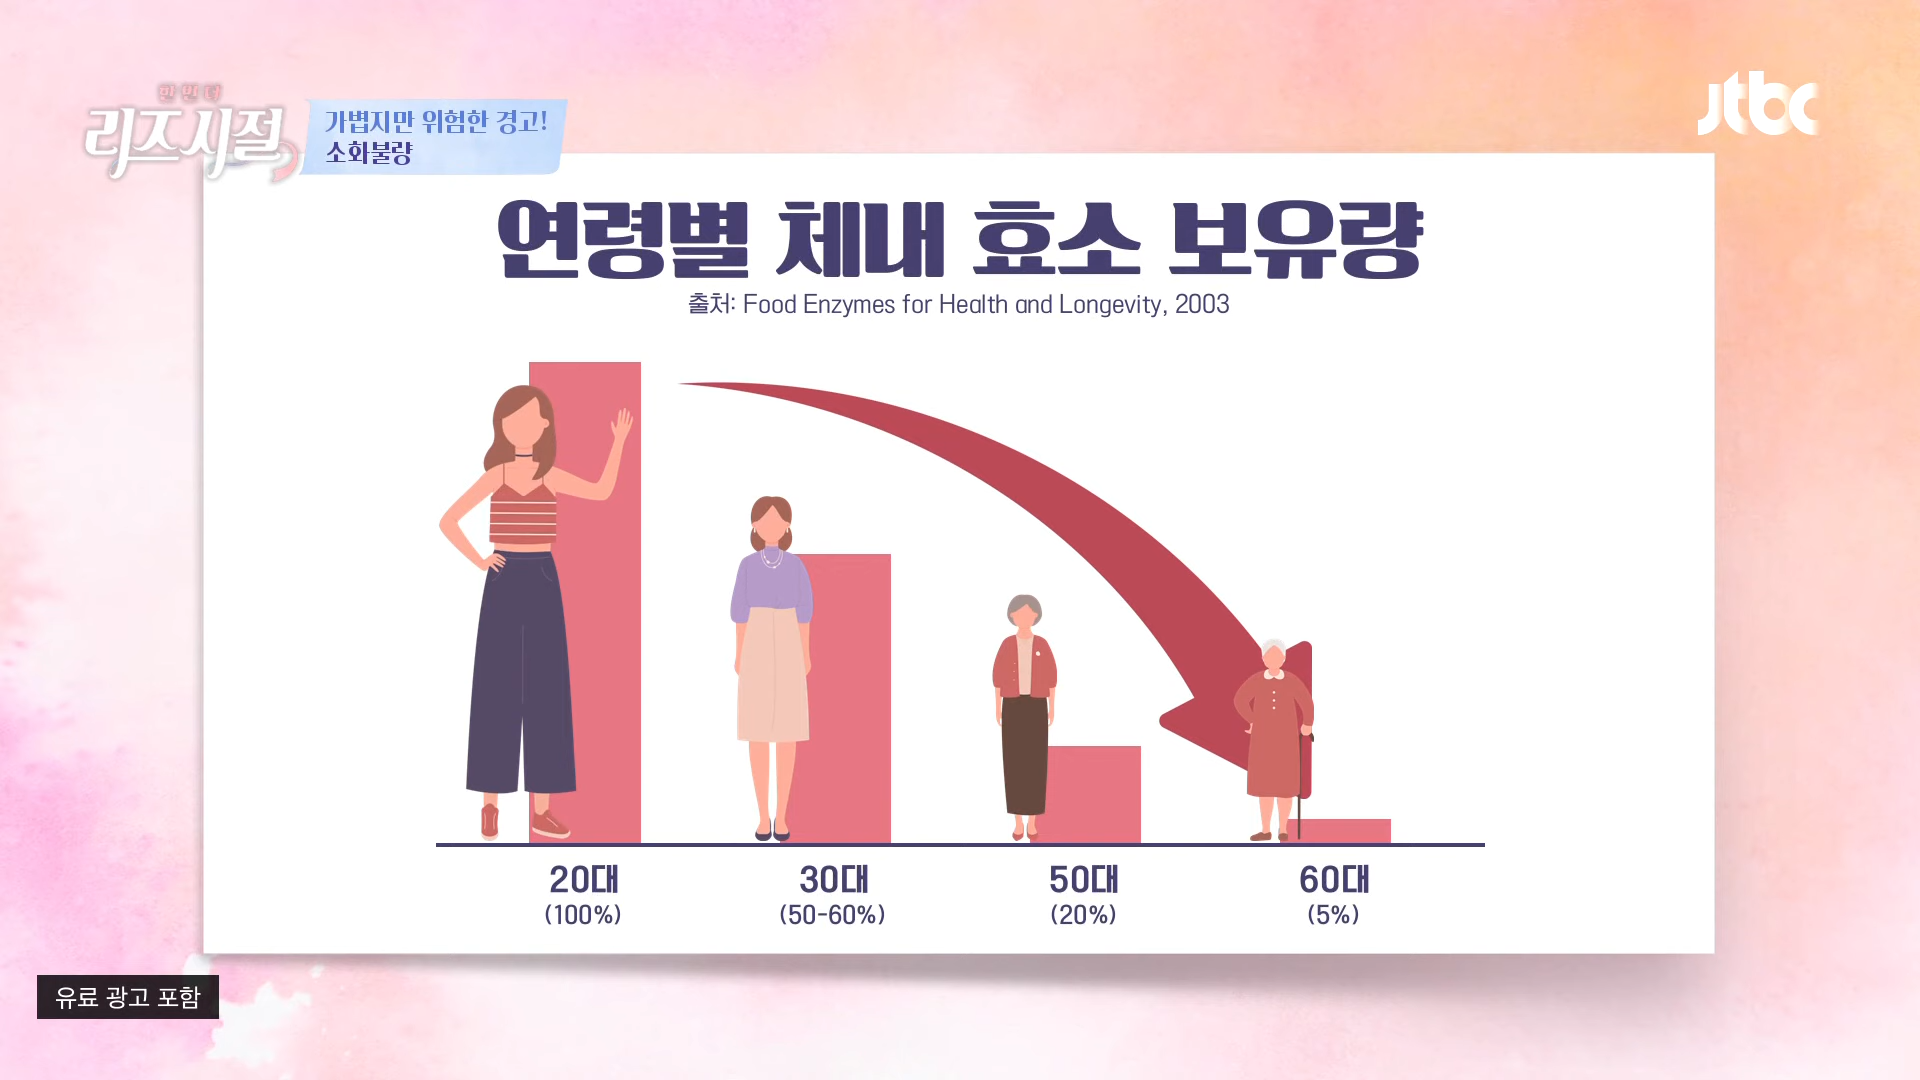 한 번 더
리즈시절
가볍지만 위험한 경고!
소화불량
jtbc
연령별 체내 효소 보유량
출처: Food Enzymes for Health and Longevity, 2003
20대 30대 50대 60대
(100%) (50-60%) (20%) (5%)
유료 광고 포함